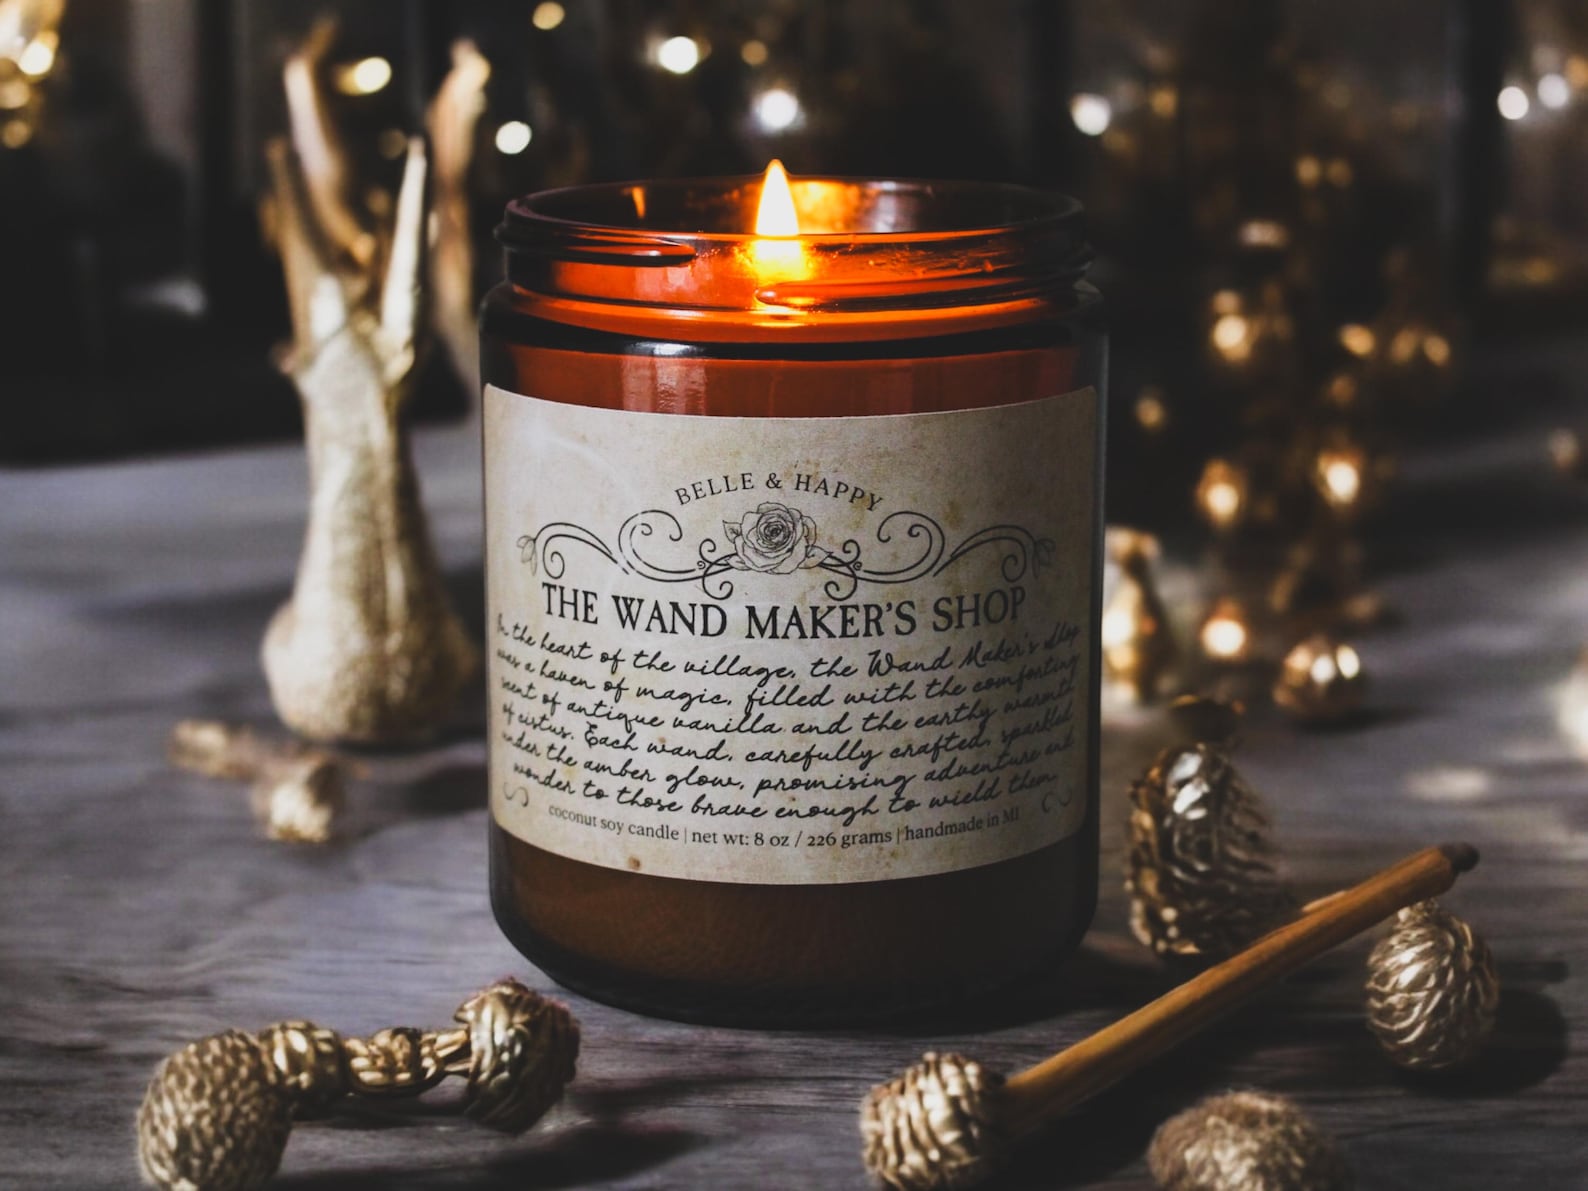 BELLE & HAPPY
THE WAND MAKER'S SHOP
In the heart of the village, the Wand Maker's Shop
was a haven of magic, filled with the comforting
scent of antique vanilla and the earthy warmth
of cistus. Each wand, carefully crafted, sparkled
under the amber glow, promising adventure and
wonder to those brave enough to wield them.
coconut soy candle | net wt: 8 oz / 226 grams | handmade in MI